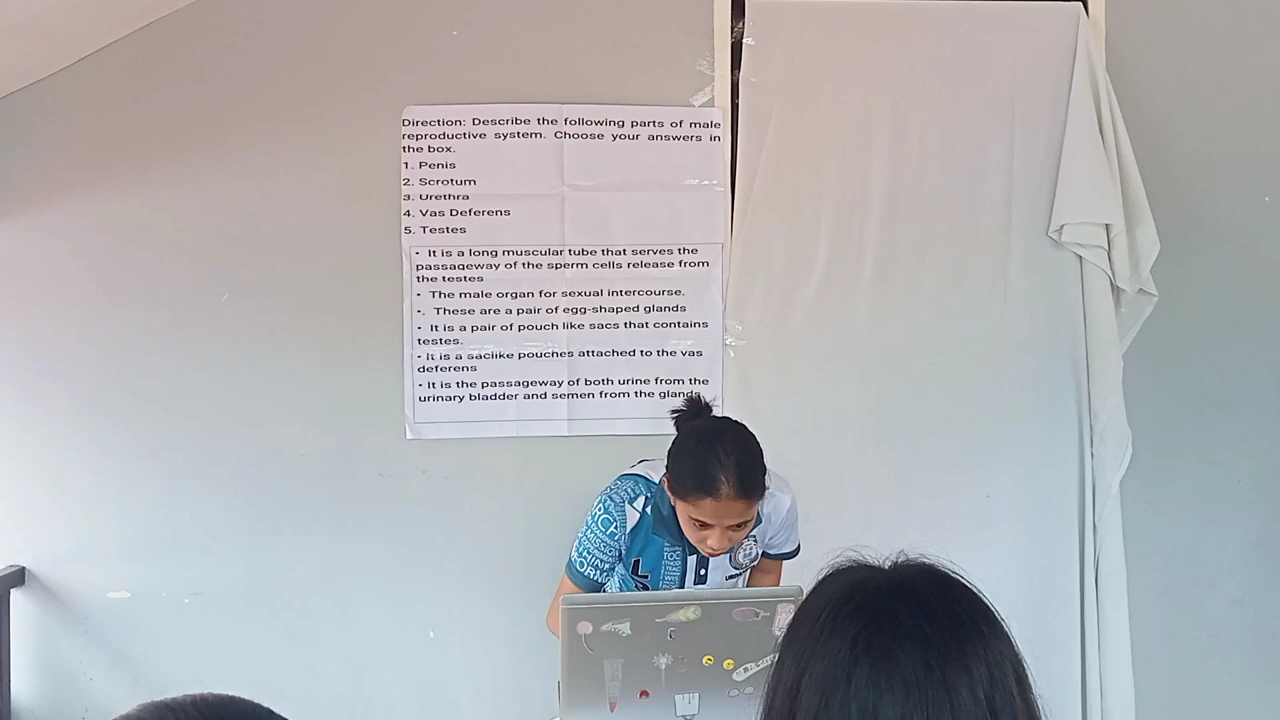 Direction: Describe the following parts of male
reproductive system. Choose your answers in
the box.
1. Penis
2. Scrotum
3. Urethra
4. Vas Deferens
5. Testes
• It is a long muscular tube that serves the
passageway of the sperm cells release from
the testes
• The male organ for sexual intercourse.
•. These are a pair of egg-shaped glands
• It is a pair of pouch like sacs that contains
testes.
• It is a saclike pouches attached to the vas
deferens
• It is the passageway of both urine from the
urinary bladder and semen from the glands
THINK